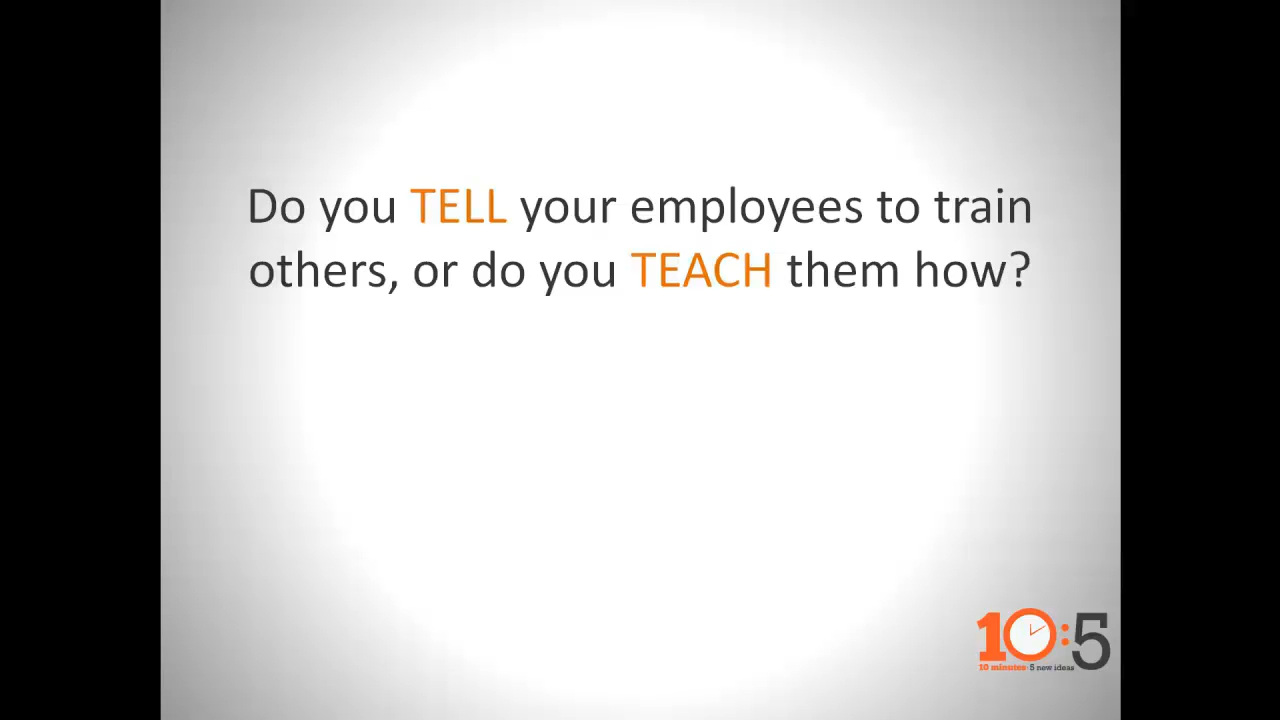 Do you TELL your employees to train
others, or do you TEACH them how?
10:5
10 minutes · 5 new ideas